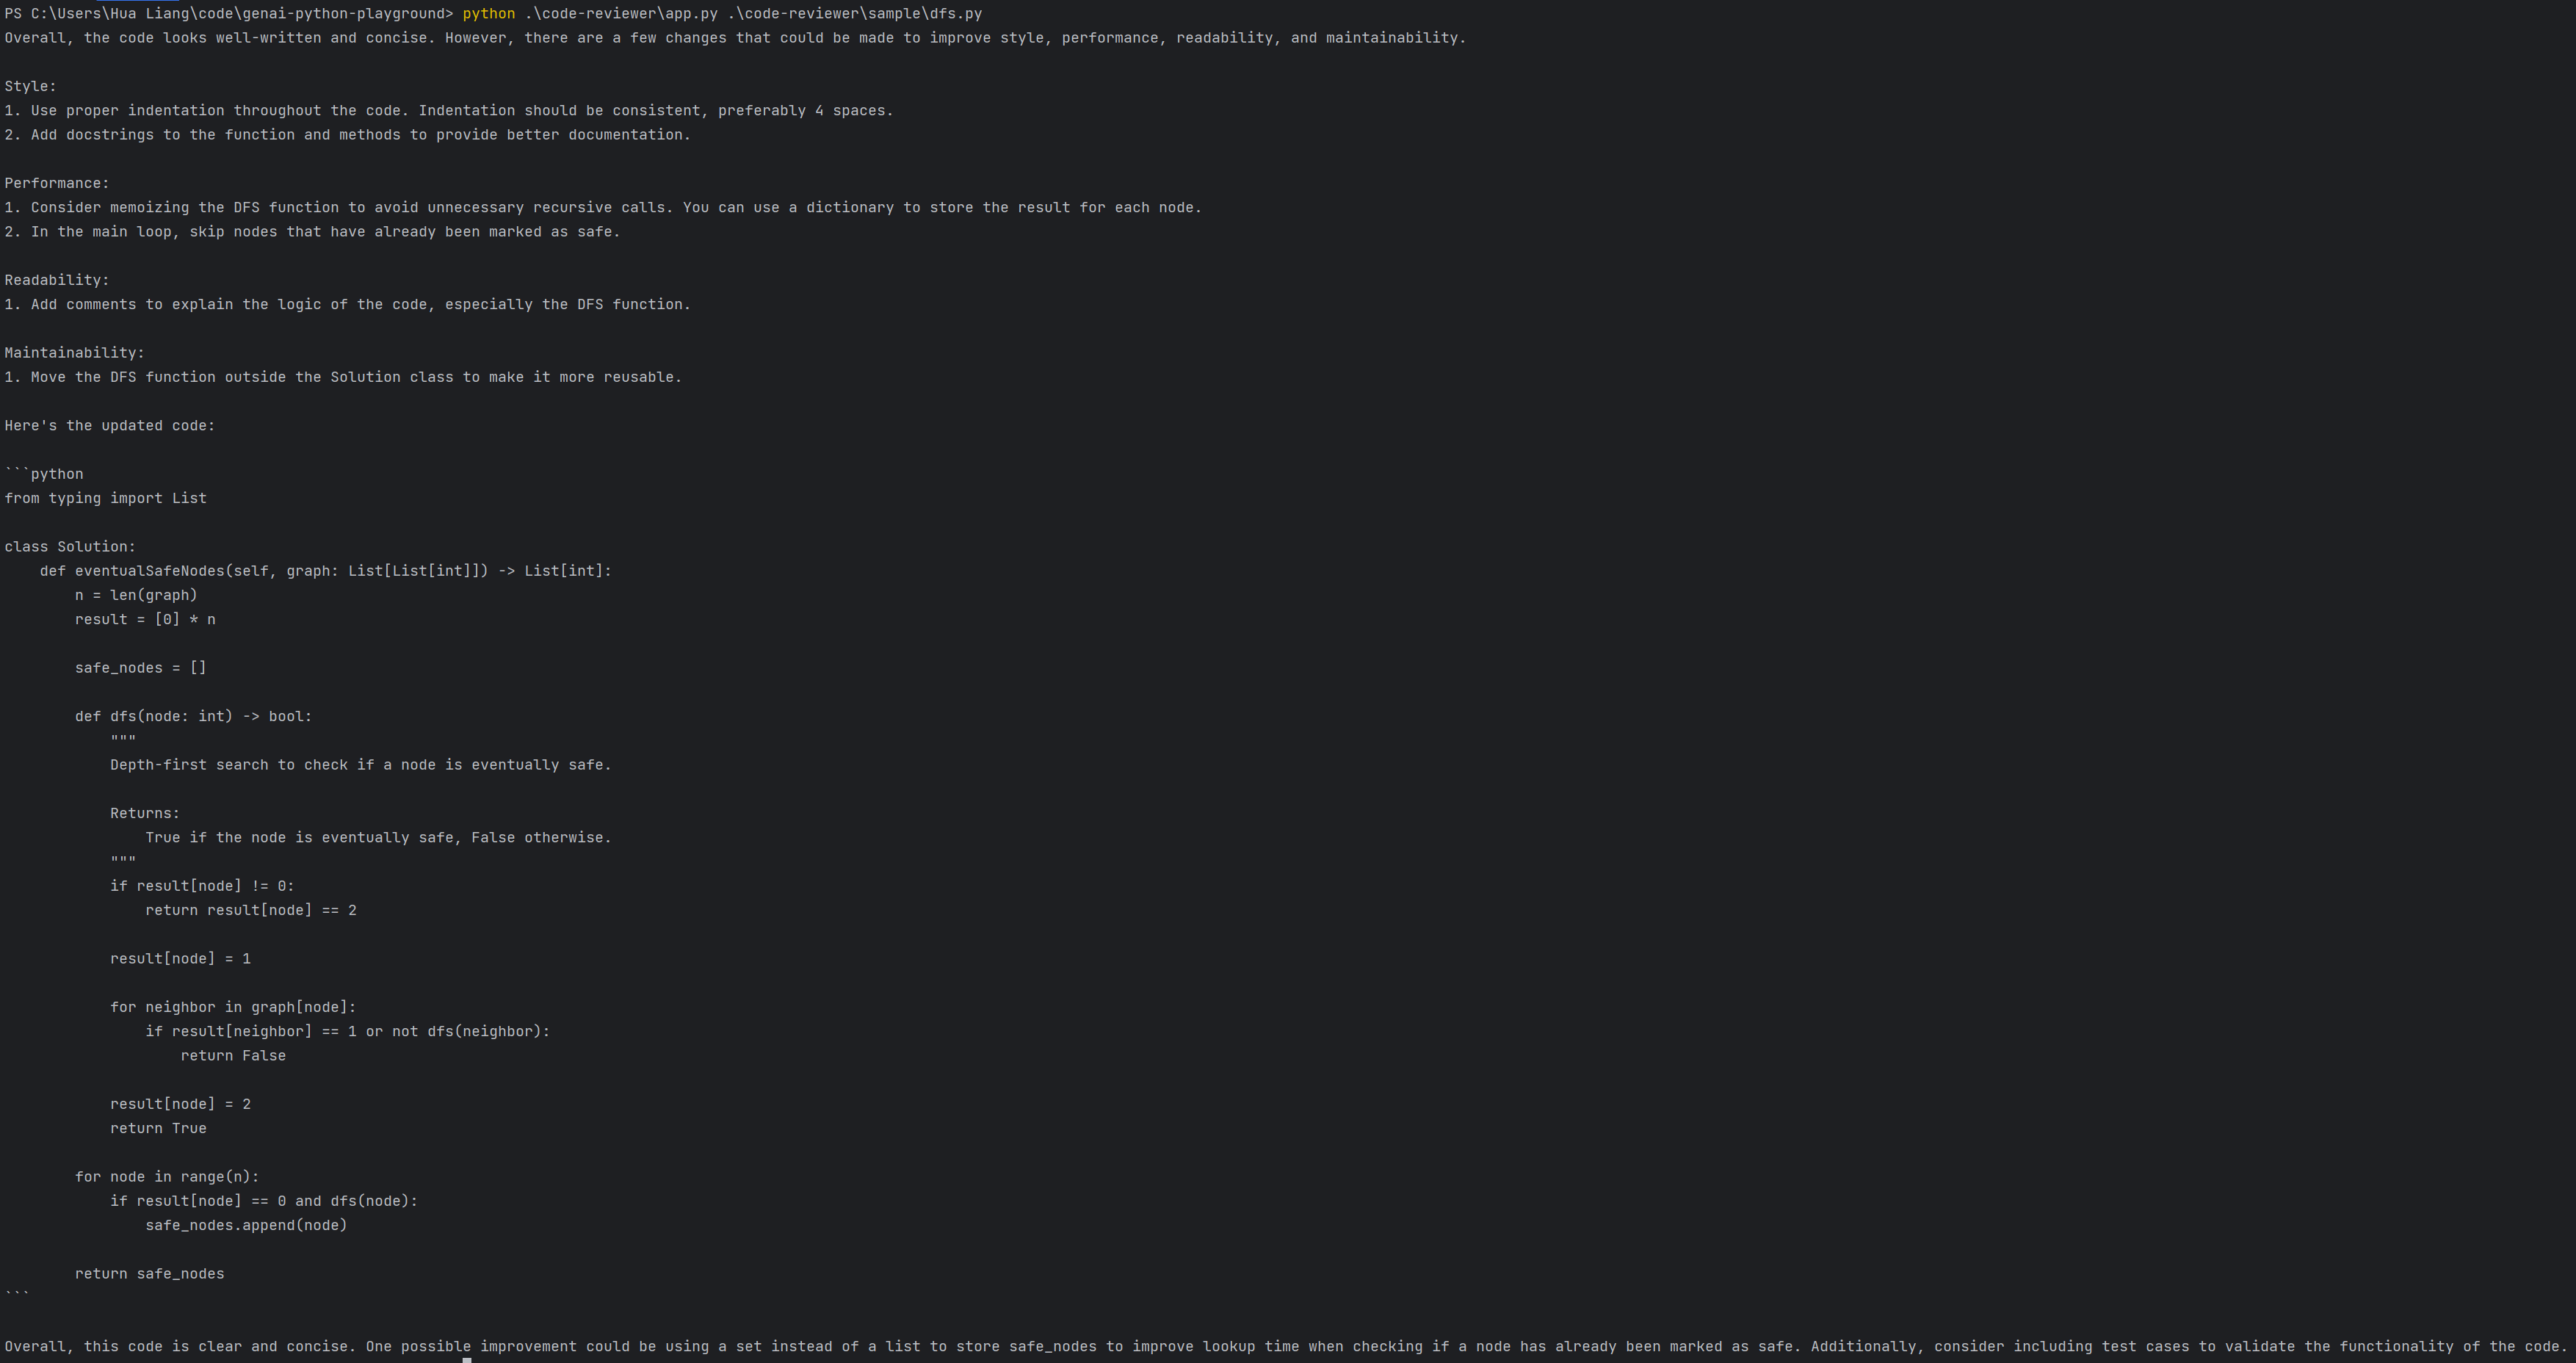 PS C:\Users\Hua Liang\code\genai-python-playground> python .\code-reviewer\app.py .\code-reviewer\sample\dfs.py
Overall, the code looks well-written and concise. However, there are a few changes that could be made to improve style, performance, readability, and maintainability.
Style:
1. Use proper indentation throughout the code. Indentation should be consistent, preferably 4 spaces.
2. Add docstrings to the function and methods to provide better documentation.
Performance:
1. Consider memoizing the DFS function to avoid unnecessary recursive calls. You can use a dictionary to store the result for each node.
2. In the main loop, skip nodes that have already been marked as safe.
Readability:
1. Add comments to explain the logic of the code, especially the DFS function.
Maintainability:
1. Move the DFS function outside the Solution class to make it more reusable.
Here's the updated code:
```python
from typing import List
class Solution:
    def eventualSafeNodes(self, graph: List[List[int]]) -> List[int]:
        n = len(graph)
        result = [0] * n
        safe_nodes = []
        def dfs(node: int) -> bool:
            """
            Depth-first search to check if a node is eventually safe.
            Returns:
                True if the node is eventually safe, False otherwise.
            """
            if result[node] != 0:
                return result[node] == 2
            result[node] = 1
            for neighbor in graph[node]:
                if result[neighbor] == 1 or not dfs(neighbor):
                    return False
            result[node] = 2
            return True
        for node in range(n):
            if result[node] == 0 and dfs(node):
                safe_nodes.append(node)
        return safe_nodes
```
Overall, this code is clear and concise. One possible improvement could be using a set instead of a list to store safe_nodes to improve lookup time when checking if a node has already been marked as safe. Additionally, consider including test cases to validate the functionality of the code.